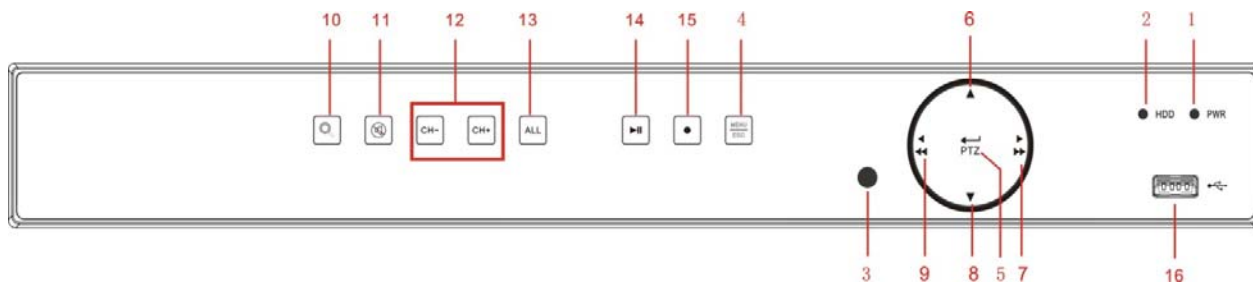 10 11 12 13 14 15 4 6 2 1
HDD PWR
CH- CH+ ALL MENU
ESC
PTZ
3 9 8 5 7 16